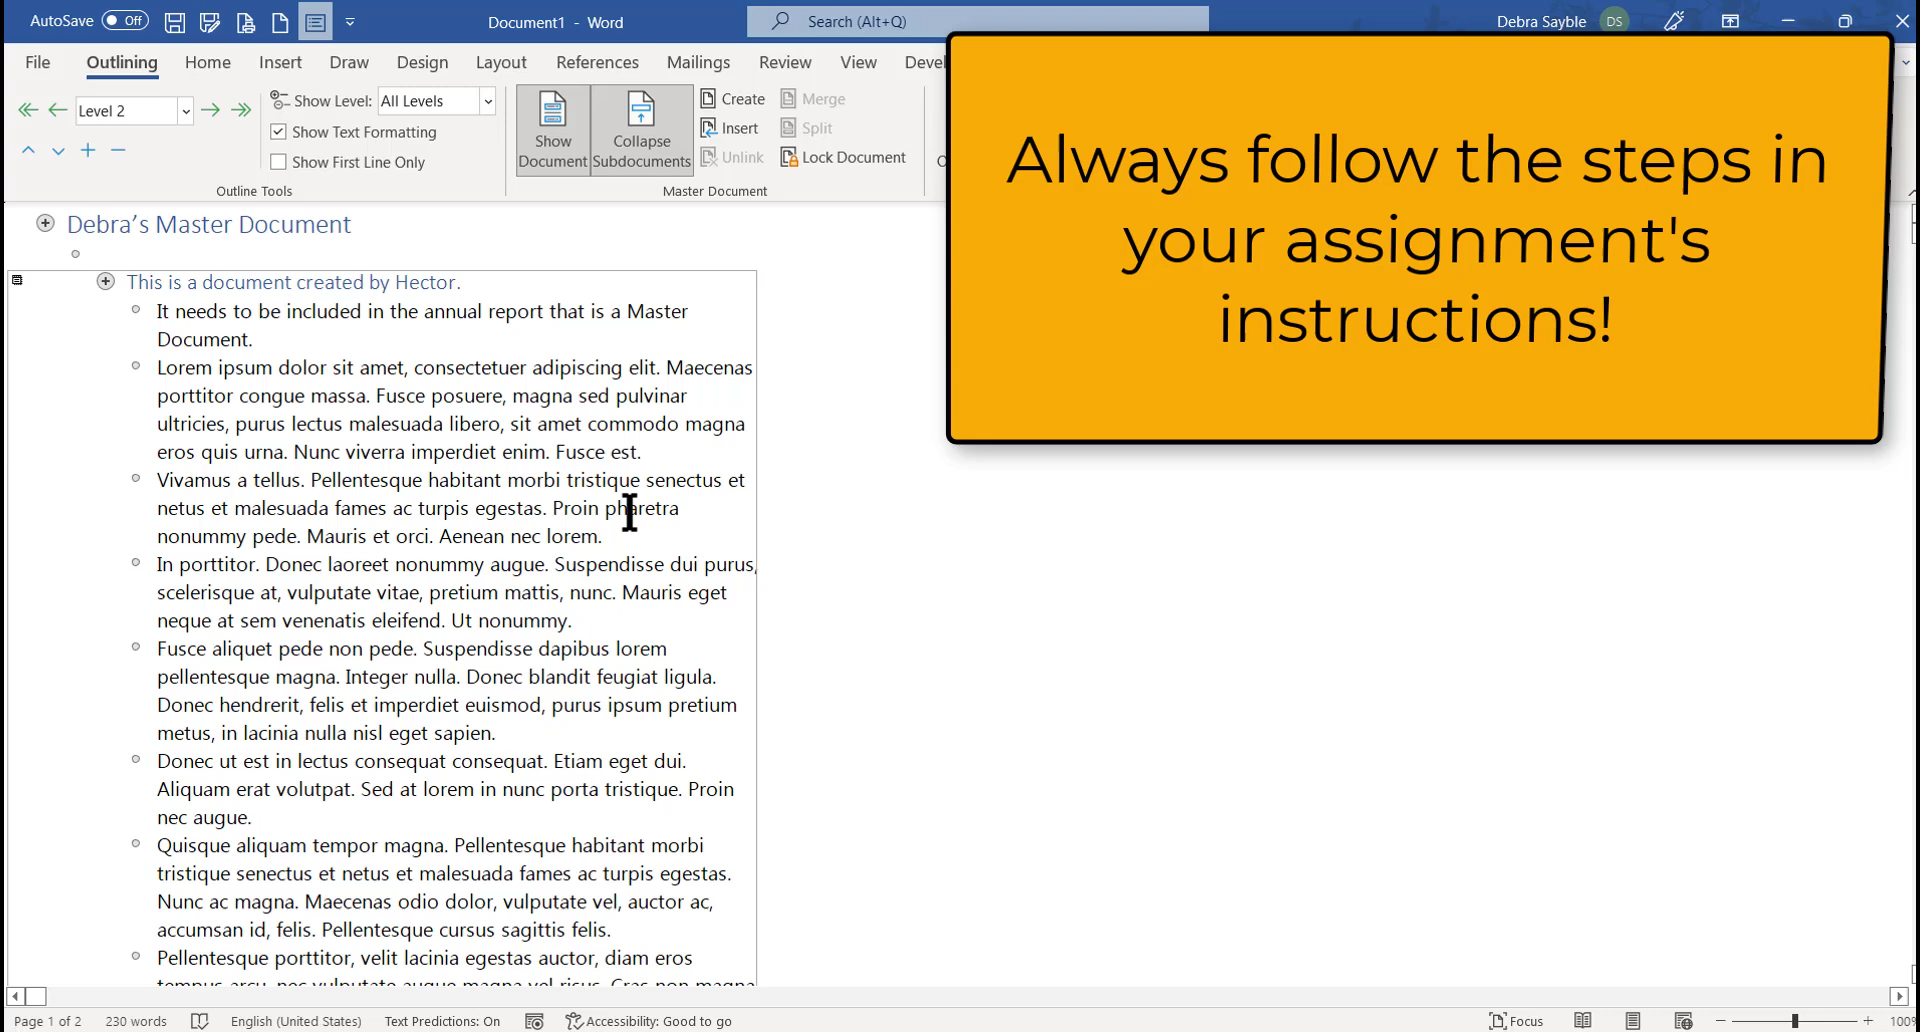 AutoSave Off Document1 - Word Search (Alt+Q) Debra Sayble DS
File Outlining Home Insert Draw Design Layout References Mailings Review View Devel
Level 2
Show Level: All Levels
Show Text Formatting
Show First Line Only
Outline Tools
Show Document
Collapse Subdocuments
Create
Insert
Unlink
Merge
Split
Lock Document
Master Document
Always follow the steps in
your assignment's
instructions!
Debra’s Master Document
This is a document created by Hector.
It needs to be included in the annual report that is a Master
Document.
Lorem ipsum dolor sit amet, consectetuer adipiscing elit. Maecenas
porttitor congue massa. Fusce posuere, magna sed pulvinar
ultricies, purus lectus malesuada libero, sit amet commodo magna
eros quis urna. Nunc viverra imperdiet enim. Fusce est.
Vivamus a tellus. Pellentesque habitant morbi tristique senectus et
netus et malesuada fames ac turpis egestas. Proin pharetra
nonummy pede. Mauris et orci. Aenean nec lorem.
In porttitor. Donec laoreet nonummy augue. Suspendisse dui purus,
scelerisque at, vulputate vitae, pretium mattis, nunc. Mauris eget
neque at sem venenatis eleifend. Ut nonummy.
Fusce aliquet pede non pede. Suspendisse dapibus lorem
pellentesque magna. Integer nulla. Donec blandit feugiat ligula.
Donec hendrerit, felis et imperdiet euismod, purus ipsum pretium
metus, in lacinia nulla nisl eget sapien.
Donec ut est in lectus consequat consequat. Etiam eget dui.
Aliquam erat volutpat. Sed at lorem in nunc porta tristique. Proin
nec augue.
Quisque aliquam tempor magna. Pellentesque habitant morbi
tristique senectus et netus et malesuada fames ac turpis egestas.
Nunc ac magna. Maecenas odio dolor, vulputate vel, auctor ac,
accumsan id, felis. Pellentesque cursus sagittis felis.
Pellentesque porttitor, velit lacinia egestas auctor, diam eros
tempus arcu, nec vulputate augue magna vel risus. Cras non magna
Page 1 of 2 230 words English (United States) Text Predictions: On Accessibility: Good to go Focus 100%